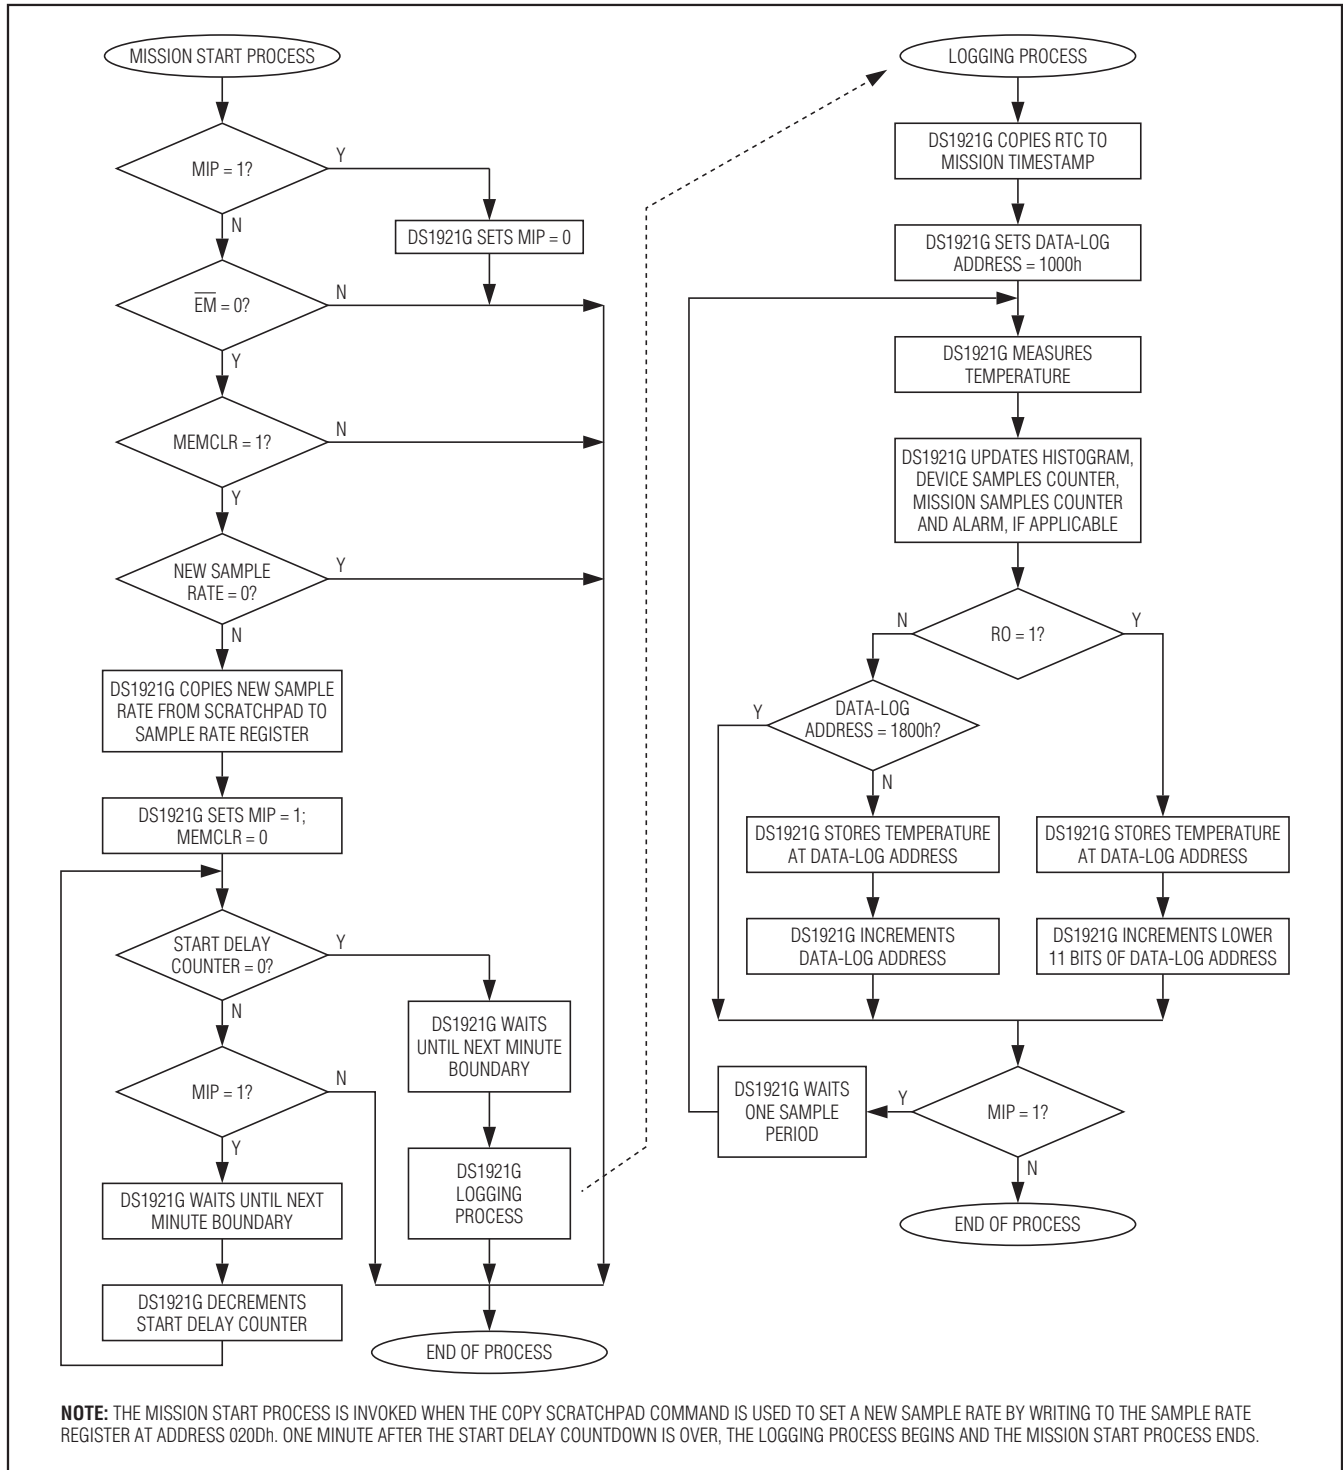 MISSION START PROCESS
MIP = 1?
Y
N
DS1921G SETS MIP = 0
EM = 0?
N
Y
MEMCLR = 1?
N
Y
NEW SAMPLE
RATE = 0?
Y
N
DS1921G COPIES NEW SAMPLE
RATE FROM SCRATCHPAD TO
SAMPLE RATE REGISTER
DS1921G SETS MIP = 1;
MEMCLR = 0
START DELAY
COUNTER = 0?
Y
N
DS1921G WAITS
UNTIL NEXT MINUTE
BOUNDARY
MIP = 1?
N
Y
DS1921G
LOGGING
PROCESS
DS1921G WAITS UNTIL NEXT
MINUTE BOUNDARY
DS1921G DECREMENTS
START DELAY COUNTER
END OF PROCESS
LOGGING PROCESS
DS1921G COPIES RTC TO
MISSION TIMESTAMP
DS1921G SETS DATA-LOG
ADDRESS = 1000h
DS1921G MEASURES
TEMPERATURE
DS1921G UPDATES HISTOGRAM,
DEVICE SAMPLES COUNTER,
MISSION SAMPLES COUNTER
AND ALARM, IF APPLICABLE
N
RO = 1?
Y
Y
DATA-LOG
ADDRESS = 1800h?
N
DS1921G STORES TEMPERATURE
AT DATA-LOG ADDRESS
DS1921G STORES TEMPERATURE
AT DATA-LOG ADDRESS
DS1921G INCREMENTS
DATA-LOG ADDRESS
DS1921G INCREMENTS LOWER
11 BITS OF DATA-LOG ADDRESS
DS1921G WAITS
ONE SAMPLE
PERIOD
Y
MIP = 1?
N
END OF PROCESS
NOTE: THE MISSION START PROCESS IS INVOKED WHEN THE COPY SCRATCHPAD COMMAND IS USED TO SET A NEW SAMPLE RATE BY WRITING TO THE SAMPLE RATE
REGISTER AT ADDRESS 020Dh. ONE MINUTE AFTER THE START DELAY COUNTDOWN IS OVER, THE LOGGING PROCESS BEGINS AND THE MISSION START PROCESS ENDS.